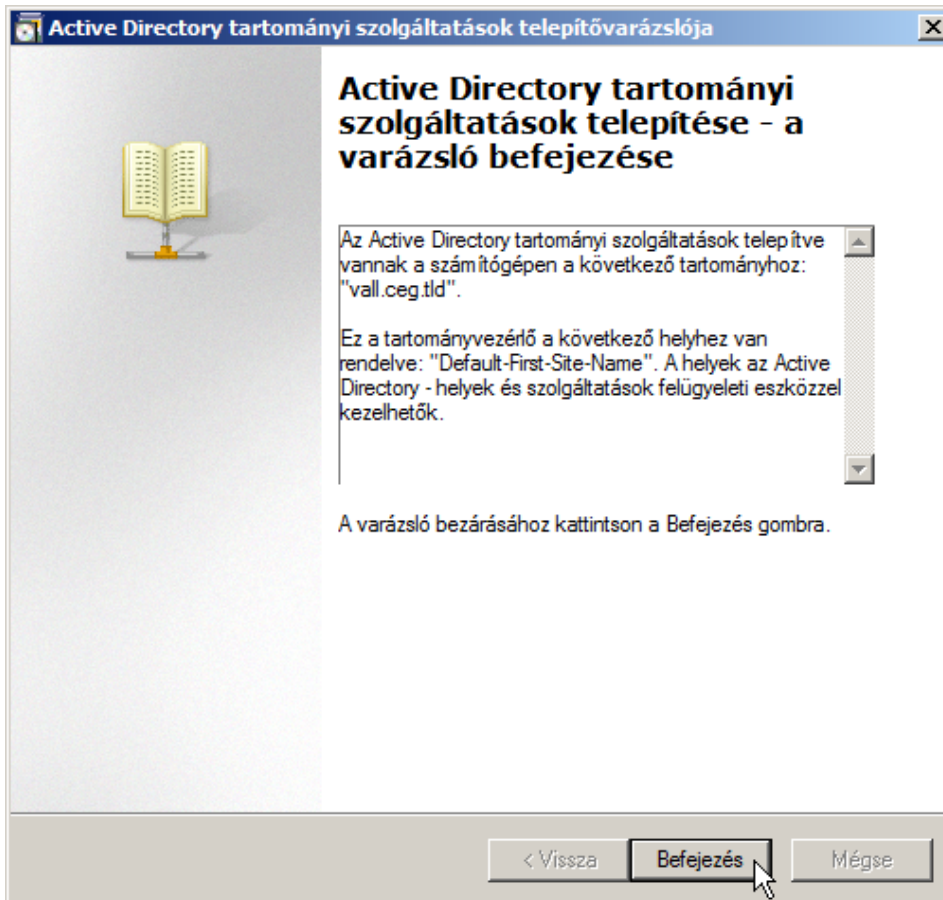 Active Directory tartományi szolgáltatások telepítővarázslója
Active Directory tartományi
szolgáltatások telepítése - a
varázsló befejezése
Az Active Directory tartományi szolgáltatások telepítve
vannak a számítógépen a következő tartományhoz:
"vall.ceg.tld".
Ez a tartományvezérlő a következő helyhez van
rendelve: "Default-First-Site-Name". A helyek az Active
Directory - helyek és szolgáltatások felügyeleti eszközzel
kezelhetők.
A varázsló bezárásához kattintson a Befejezés gombra.
< Vissza
Befejezés
Mégse